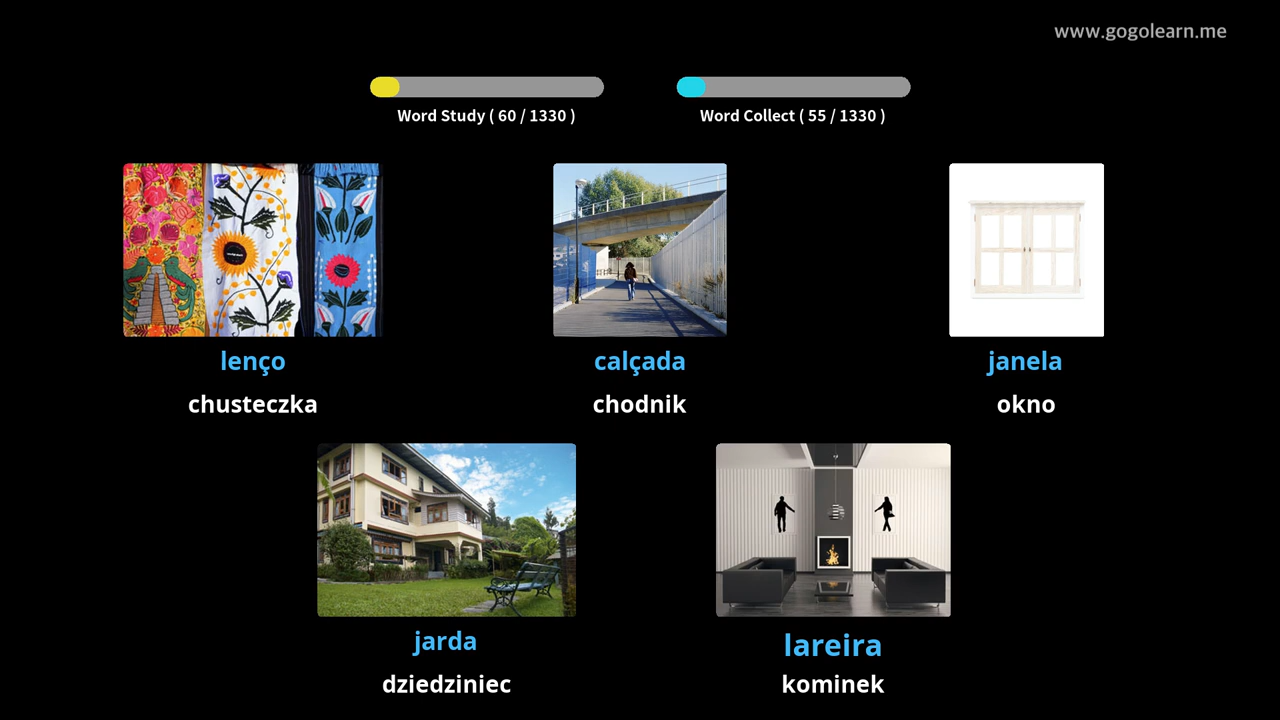 www.gogolearn.me
Word Study ( 60 / 1330 )
Word Collect ( 55 / 1330 )
lenço
calçada
janela
chusteczka
chodnik
okno
jarda
lareira
dziedziniec
kominek